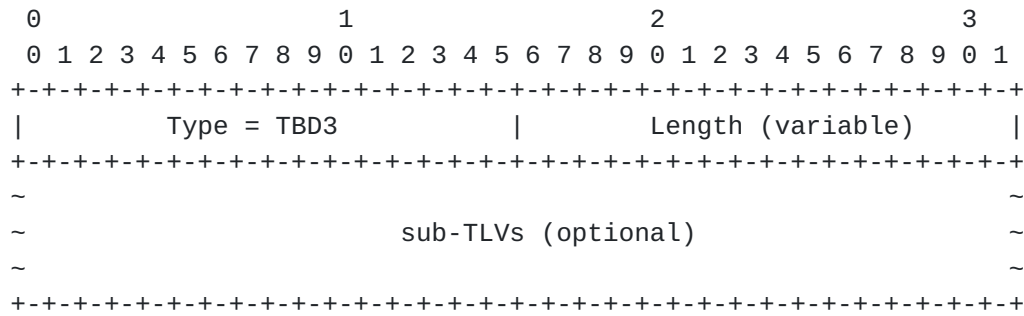 0                   1                   2                   3
 0 1 2 3 4 5 6 7 8 9 0 1 2 3 4 5 6 7 8 9 0 1 2 3 4 5 6 7 8 9 0 1
+-+-+-+-+-+-+-+-+-+-+-+-+-+-+-+-+-+-+-+-+-+-+-+-+-+-+-+-+-+-+-+-+
|         Type = TBD3           |        Length (variable)      |
+-+-+-+-+-+-+-+-+-+-+-+-+-+-+-+-+-+-+-+-+-+-+-+-+-+-+-+-+-+-+-+-+
~                                                               ~
~                        sub-TLVs (optional)                    ~
~                                                               ~
+-+-+-+-+-+-+-+-+-+-+-+-+-+-+-+-+-+-+-+-+-+-+-+-+-+-+-+-+-+-+-+-+